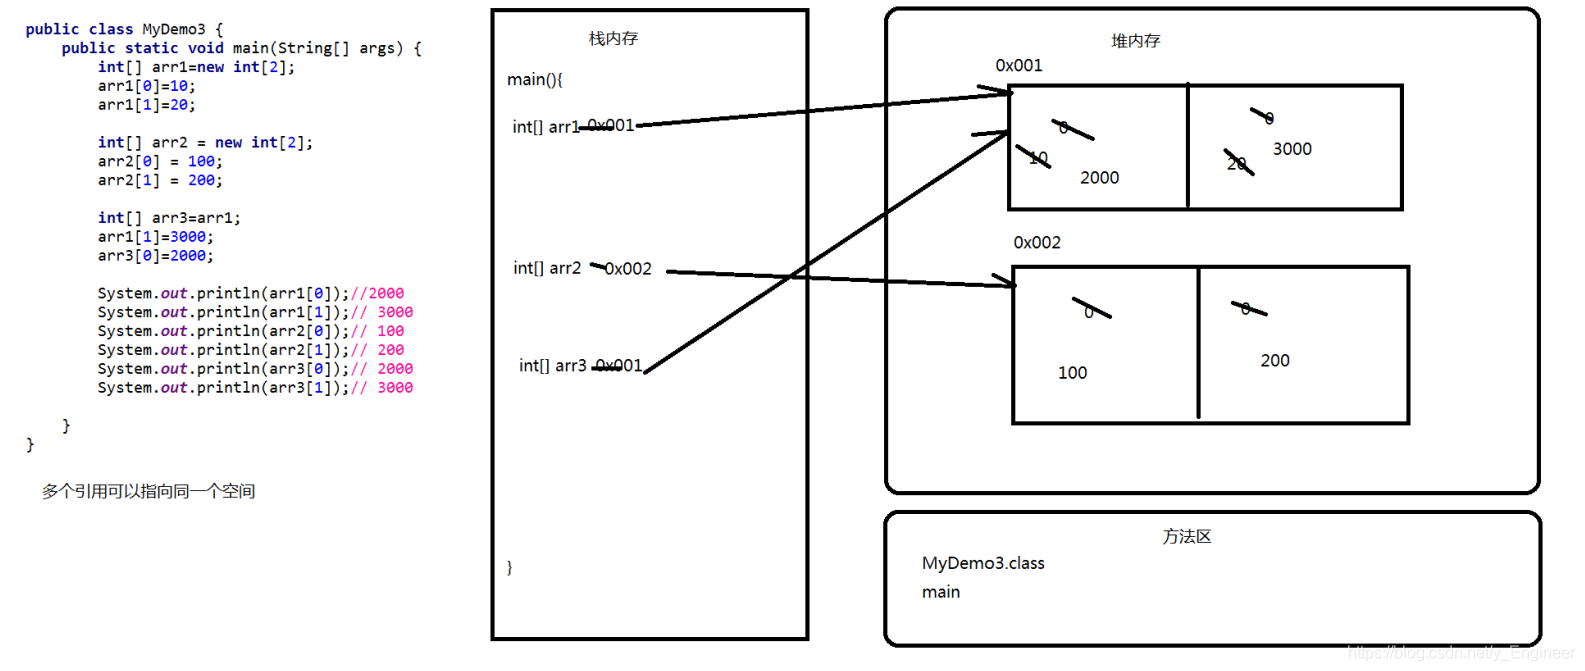 public class MyDemo3 {
public static void main(String[] args) {
int[] arr1=new int[2];
arr1[0]=10;
arr1[1]=20;
int[] arr2 = new int[2];
arr2[0] = 100;
arr2[1] = 200;
int[] arr3=arr1;
arr1[1]=3000;
arr3[0]=2000;
System.out.println(arr1[0]);//2000
System.out.println(arr1[1]);// 3000
System.out.println(arr2[0]);// 100
System.out.println(arr2[1]);// 200
System.out.println(arr3[0]);// 2000
System.out.println(arr3[1]);// 3000
}
}
多个引用可以指向同一个空间
栈内存
main(){
int[] arr1 0x001
int[] arr2 0x002
int[] arr3 0x001
}
堆内存
0x001
0
10
2000
0
20
3000
0x002
0
100
0
200
方法区
MyDemo3.class
main
https://blog.csdn.net/y_Engineer